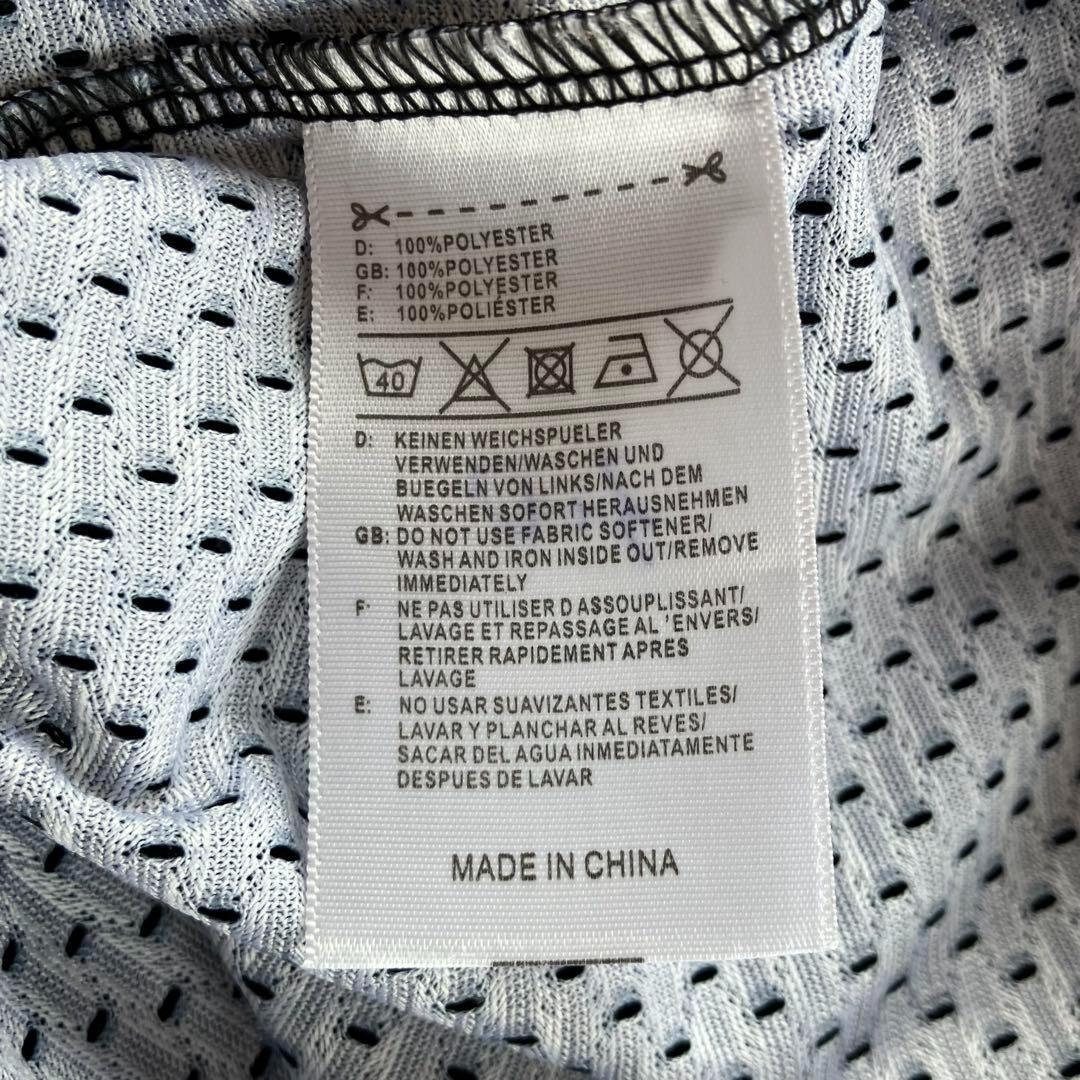 D: 100%POLYESTER
GB: 100%POLYESTER
F: 100%POLYESTER
E: 100%POLIÉSTER
40
D: KEINEN WEICHSPUELER
VERWENDEN/WASCHEN UND
BUEGELN VON LINKS/NACH DEM
WASCHEN SOFORT HERAUSNEHMEN
GB: DO NOT USE FABRIC SOFTENER/
WASH AND IRON INSIDE OUT/REMOVE
IMMEDIATELY
F: NE PAS UTILISER D ASSOUPLISSANT/
LAVAGE ET REPASSAGE AL 'ENVERS/
RETIRER RAPIDEMENT APRES
LAVAGE
E: NO USAR SUAVIZANTES TEXTILES/
LAVAR Y PLANCHAR AL REVES/
SACAR DEL AGUA INMEDIATAMENTE
DESPUES DE LAVAR
MADE IN CHINA